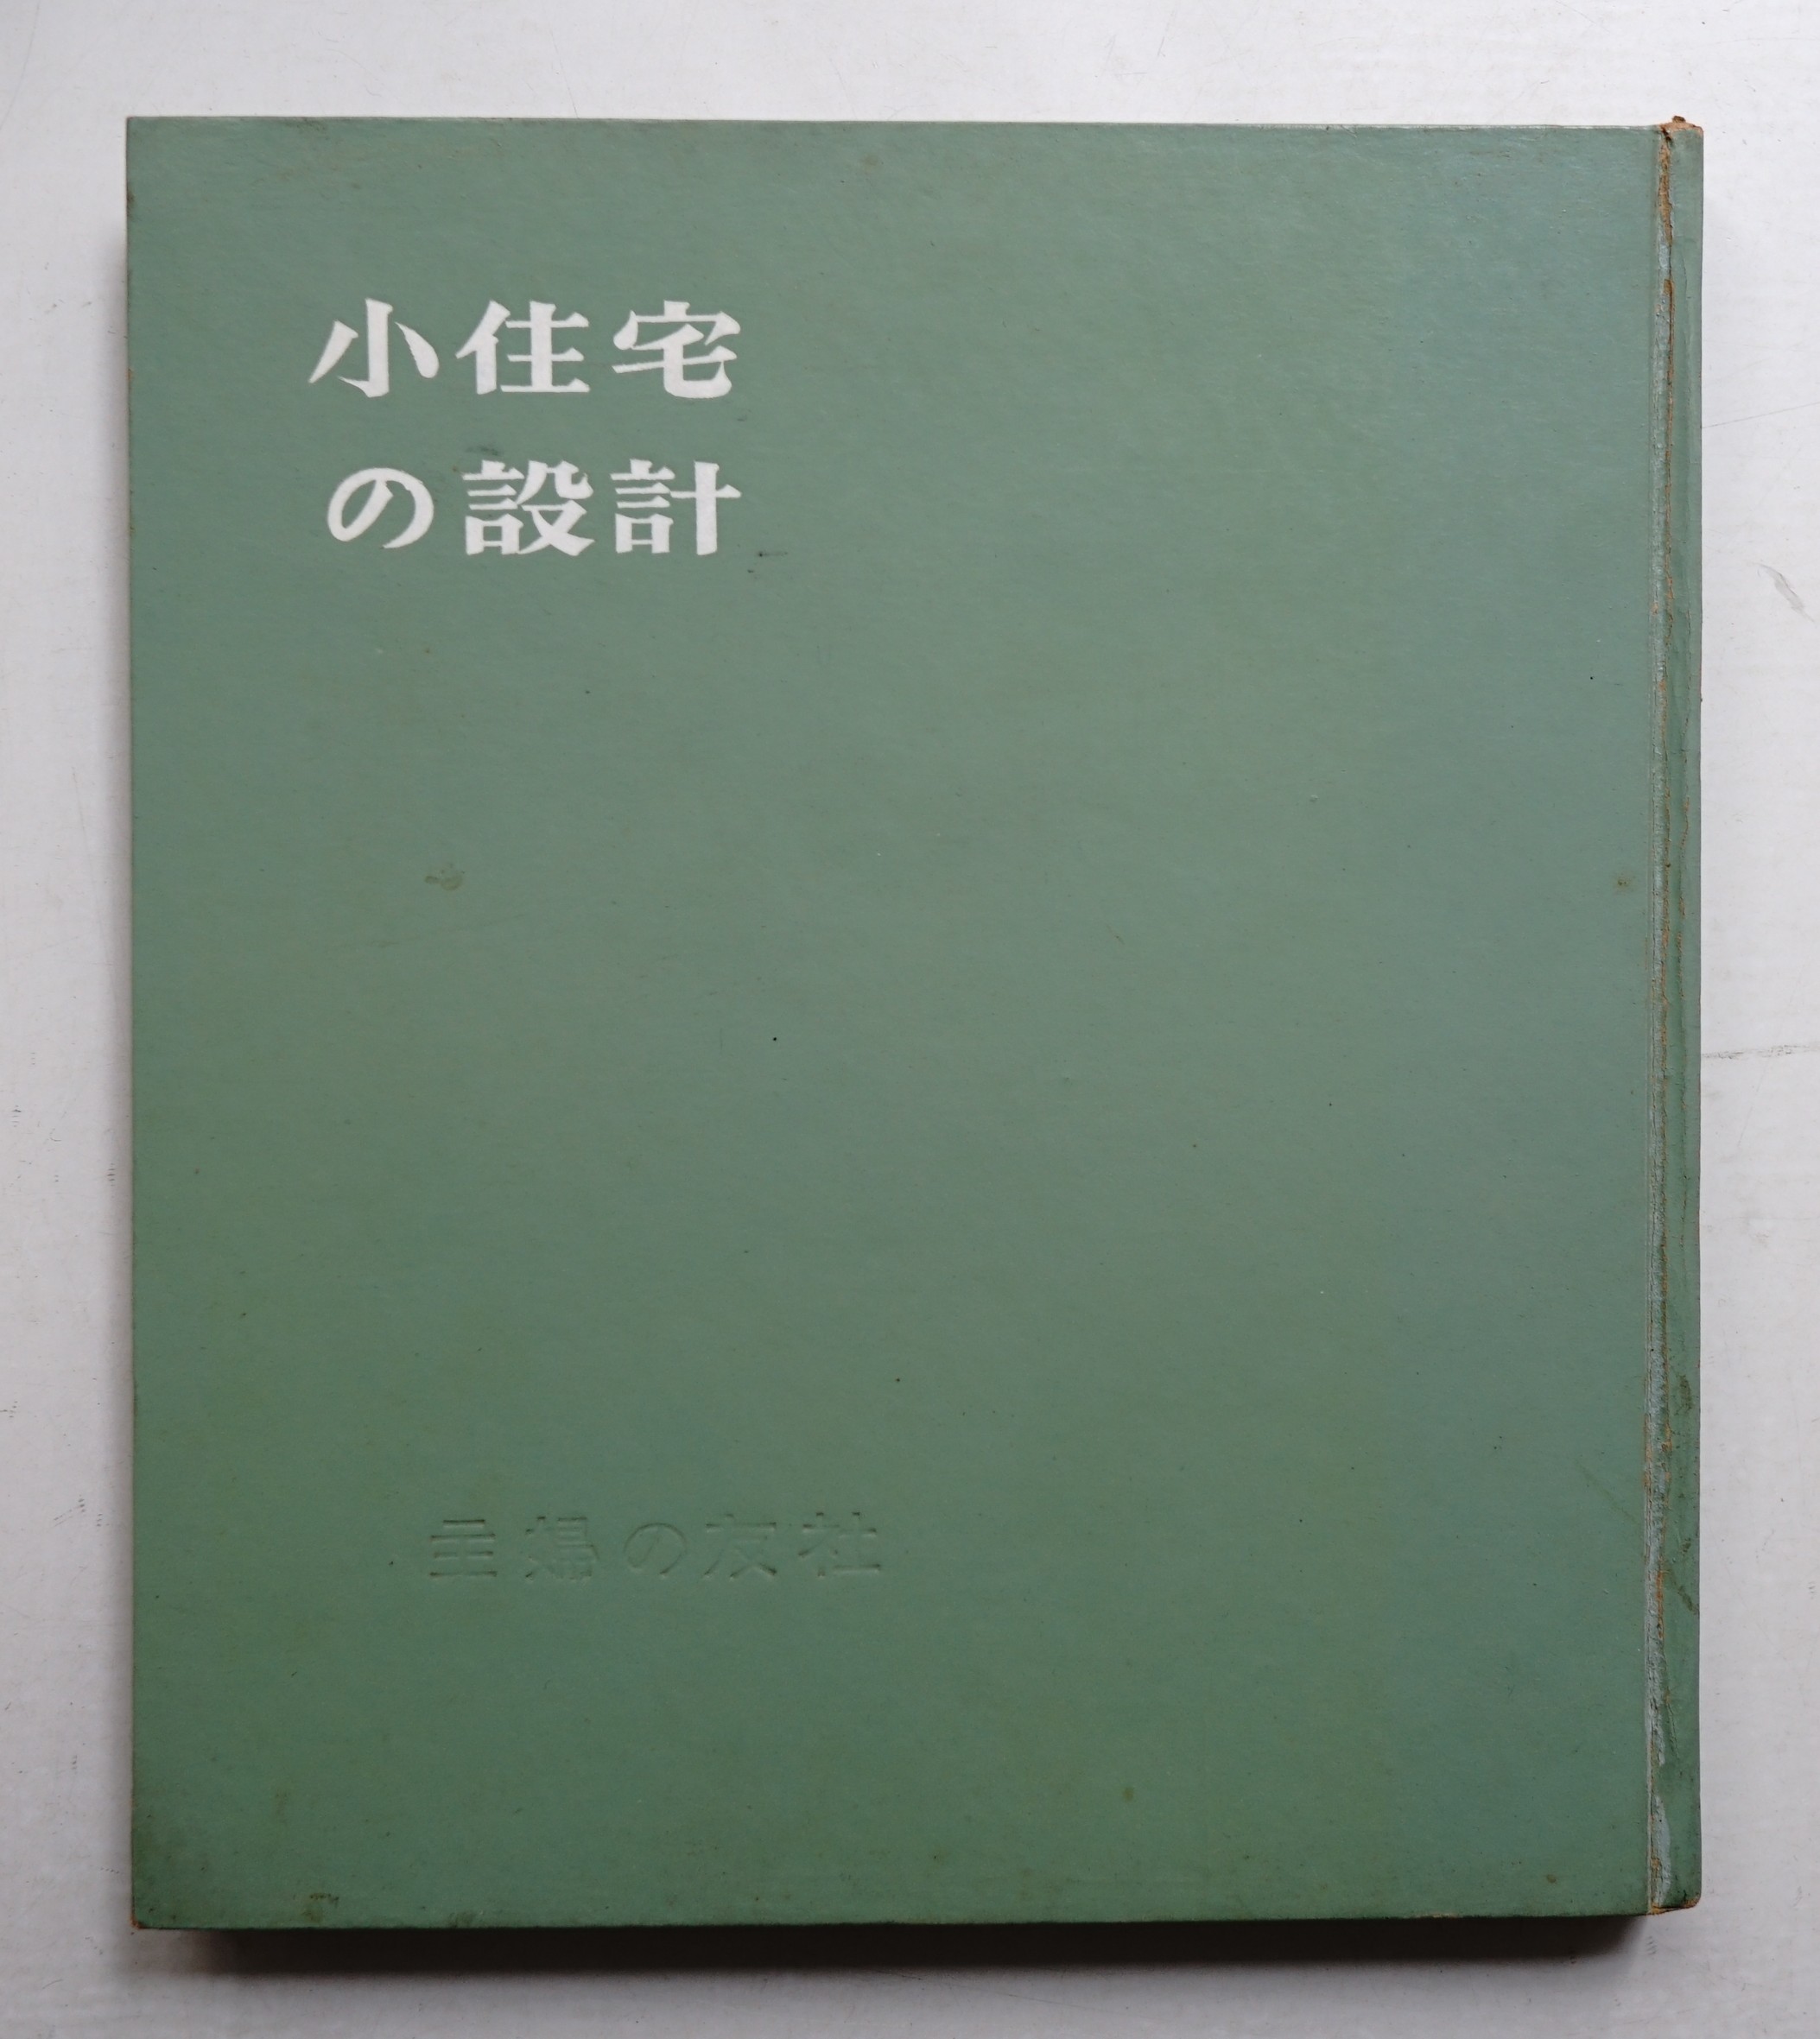 小住宅
の設計
主婦の友社